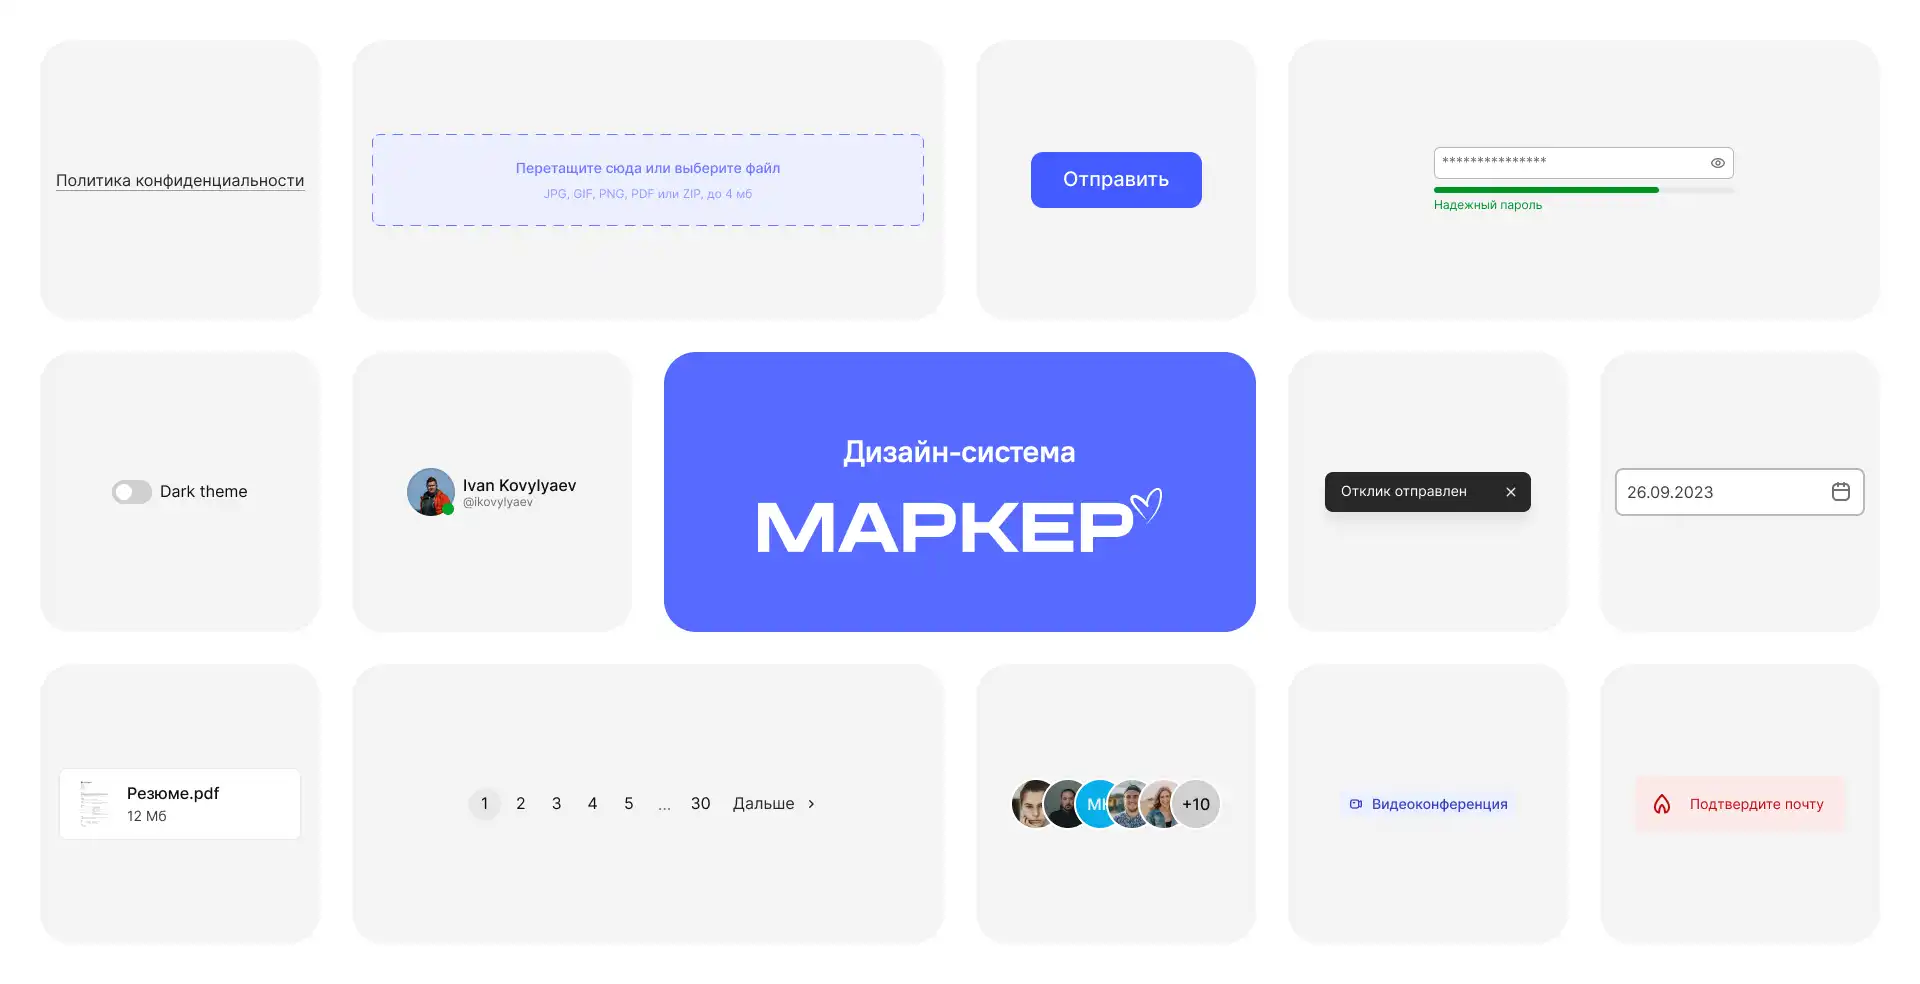 Политика конфиденциальности
Перетащите сюда или выберите файл
JPG, GIF, PNG, PDF или ZIP, до 4 мб
Отправить
***************
Надежный пароль
Dark theme
Ivan Kovylyaev
@ikovylyaev
Дизайн-система
МАРКЕР
Отклик отправлен
26.09.2023
Резюме.pdf
12 Мб
1 2 3 4 5 ... 30 Дальше
+10
Видеоконференция
Подтвердите почту